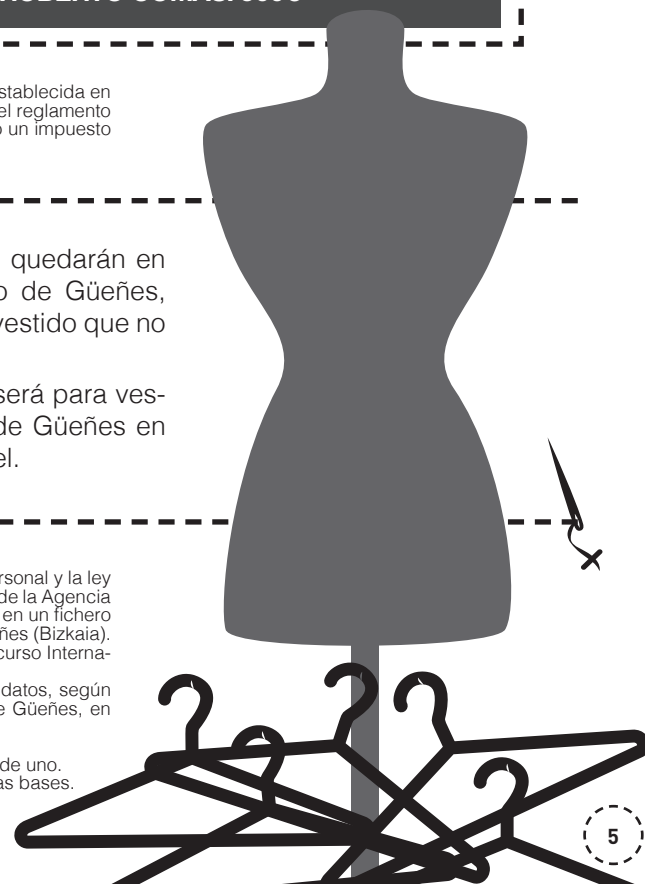 stablecida en
el reglamento
o un impuesto
quedarán en
o de Güeñes,
vestido que no
será para ves-
de Güeñes en
el.
rsonal y la ley
de la Agencia
en un fichero
ñes (Bizkaia).
curso Interna-
datos, según
e Güeñes, en
de uno.
as bases.
5